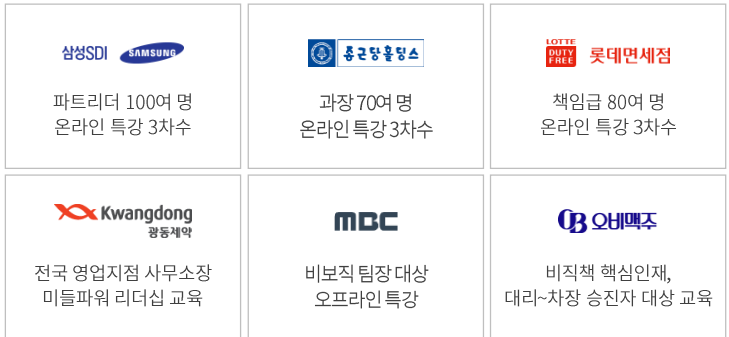 삼성SDI SAMSUNG
파트리더 100여 명
온라인 특강 3차수
종근당홀딩스
과장 70여 명
온라인 특강 3차수
LOTTE
DUTY
FREE
롯데면세점
책임급 80여 명
온라인 특강 3차수
Kwangdong
광동제약
전국 영업지점 사무소장
미들파워 리더십 교육
MBC
비보직 팀장 대상
오프라인 특강
OB 오비맥주
비직책 핵심인재,
대리~차장 승진자 대상 교육